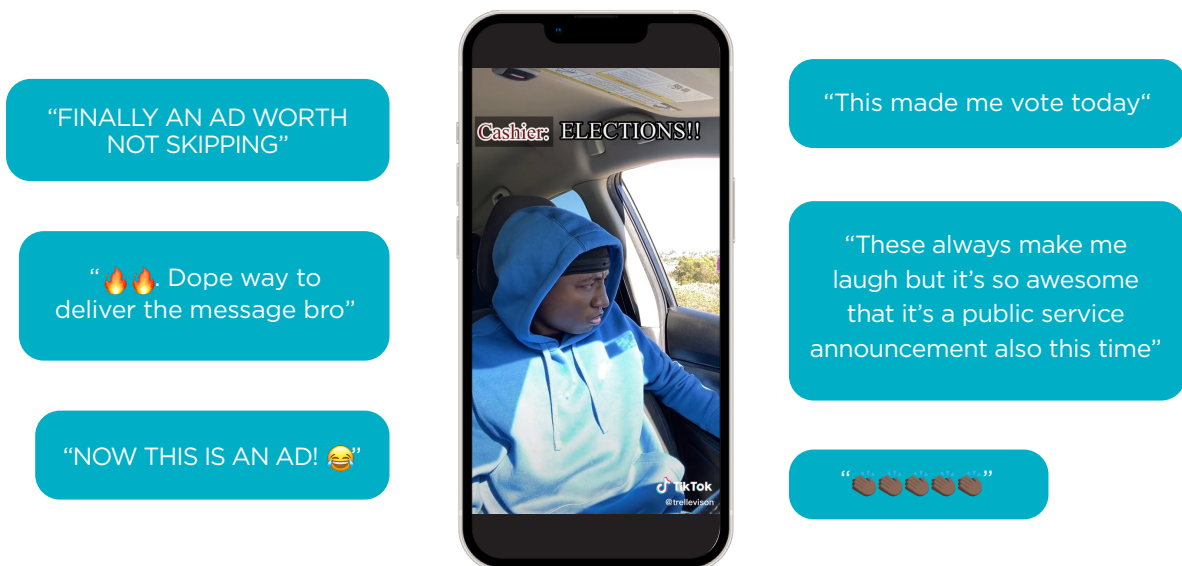 “FINALLY AN AD WORTH
NOT SKIPPING”
“🔥🔥. Dope way to
deliver the message bro”
“NOW THIS IS AN AD! 😂”
Cashier: ELECTIONS!!
TikTok
@trellevison
“This made me vote today“
“These always make me
laugh but it’s so awesome
that it’s a public service
announcement also this time”
“👏🏾👏🏾👏🏾👏🏾👏🏾”